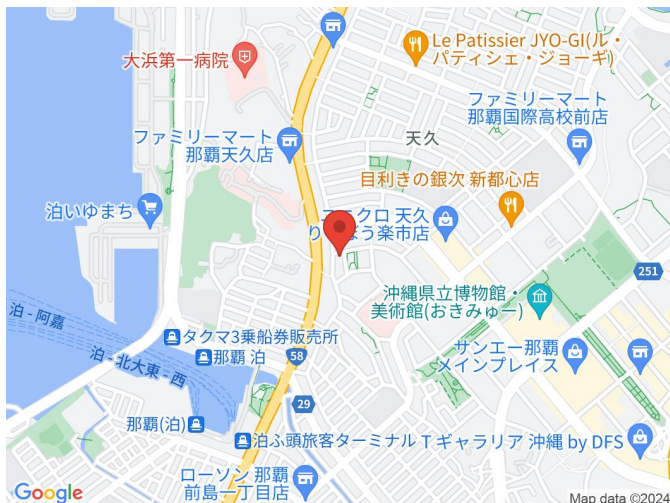 Le Patissier JYO-GI(ル・
パティシェ・ジョーギ)
大浜第一病院
ファミリーマート
那覇国際高校前店
天久
ファミリーマート
那覇天久店
目利きの銀次 新都心店
泊いゆまち
クロ 天久
りうぼう楽市店
251
沖縄県立博物館・
美術館(おきみゅー)
泊 - 阿嘉
タクマ3乗船券販売所
泊 - 北大東 - 西
那覇 泊
58
サンエー那覇
メインプレイス
29
那覇(泊)
泊ふ頭旅客ターミナル
T ギャラリア 沖縄 by DFS
ローソン 那覇
前島一丁目店
Google
Map data ©2024